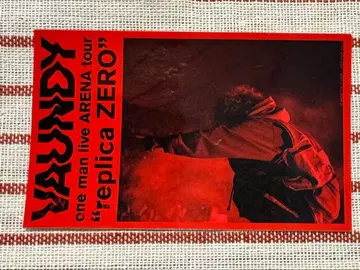 VAUNDY
one man live ARENA tour
“replica ZERO”